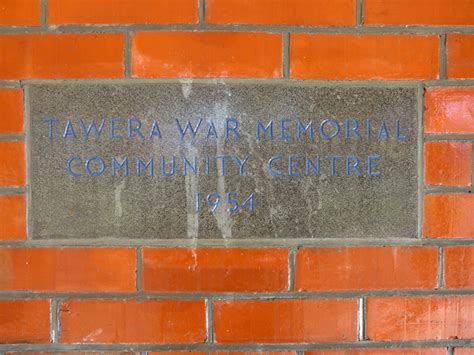 TAWERA WAR MEMORIAL
COMMUNITY CENTRE
1954